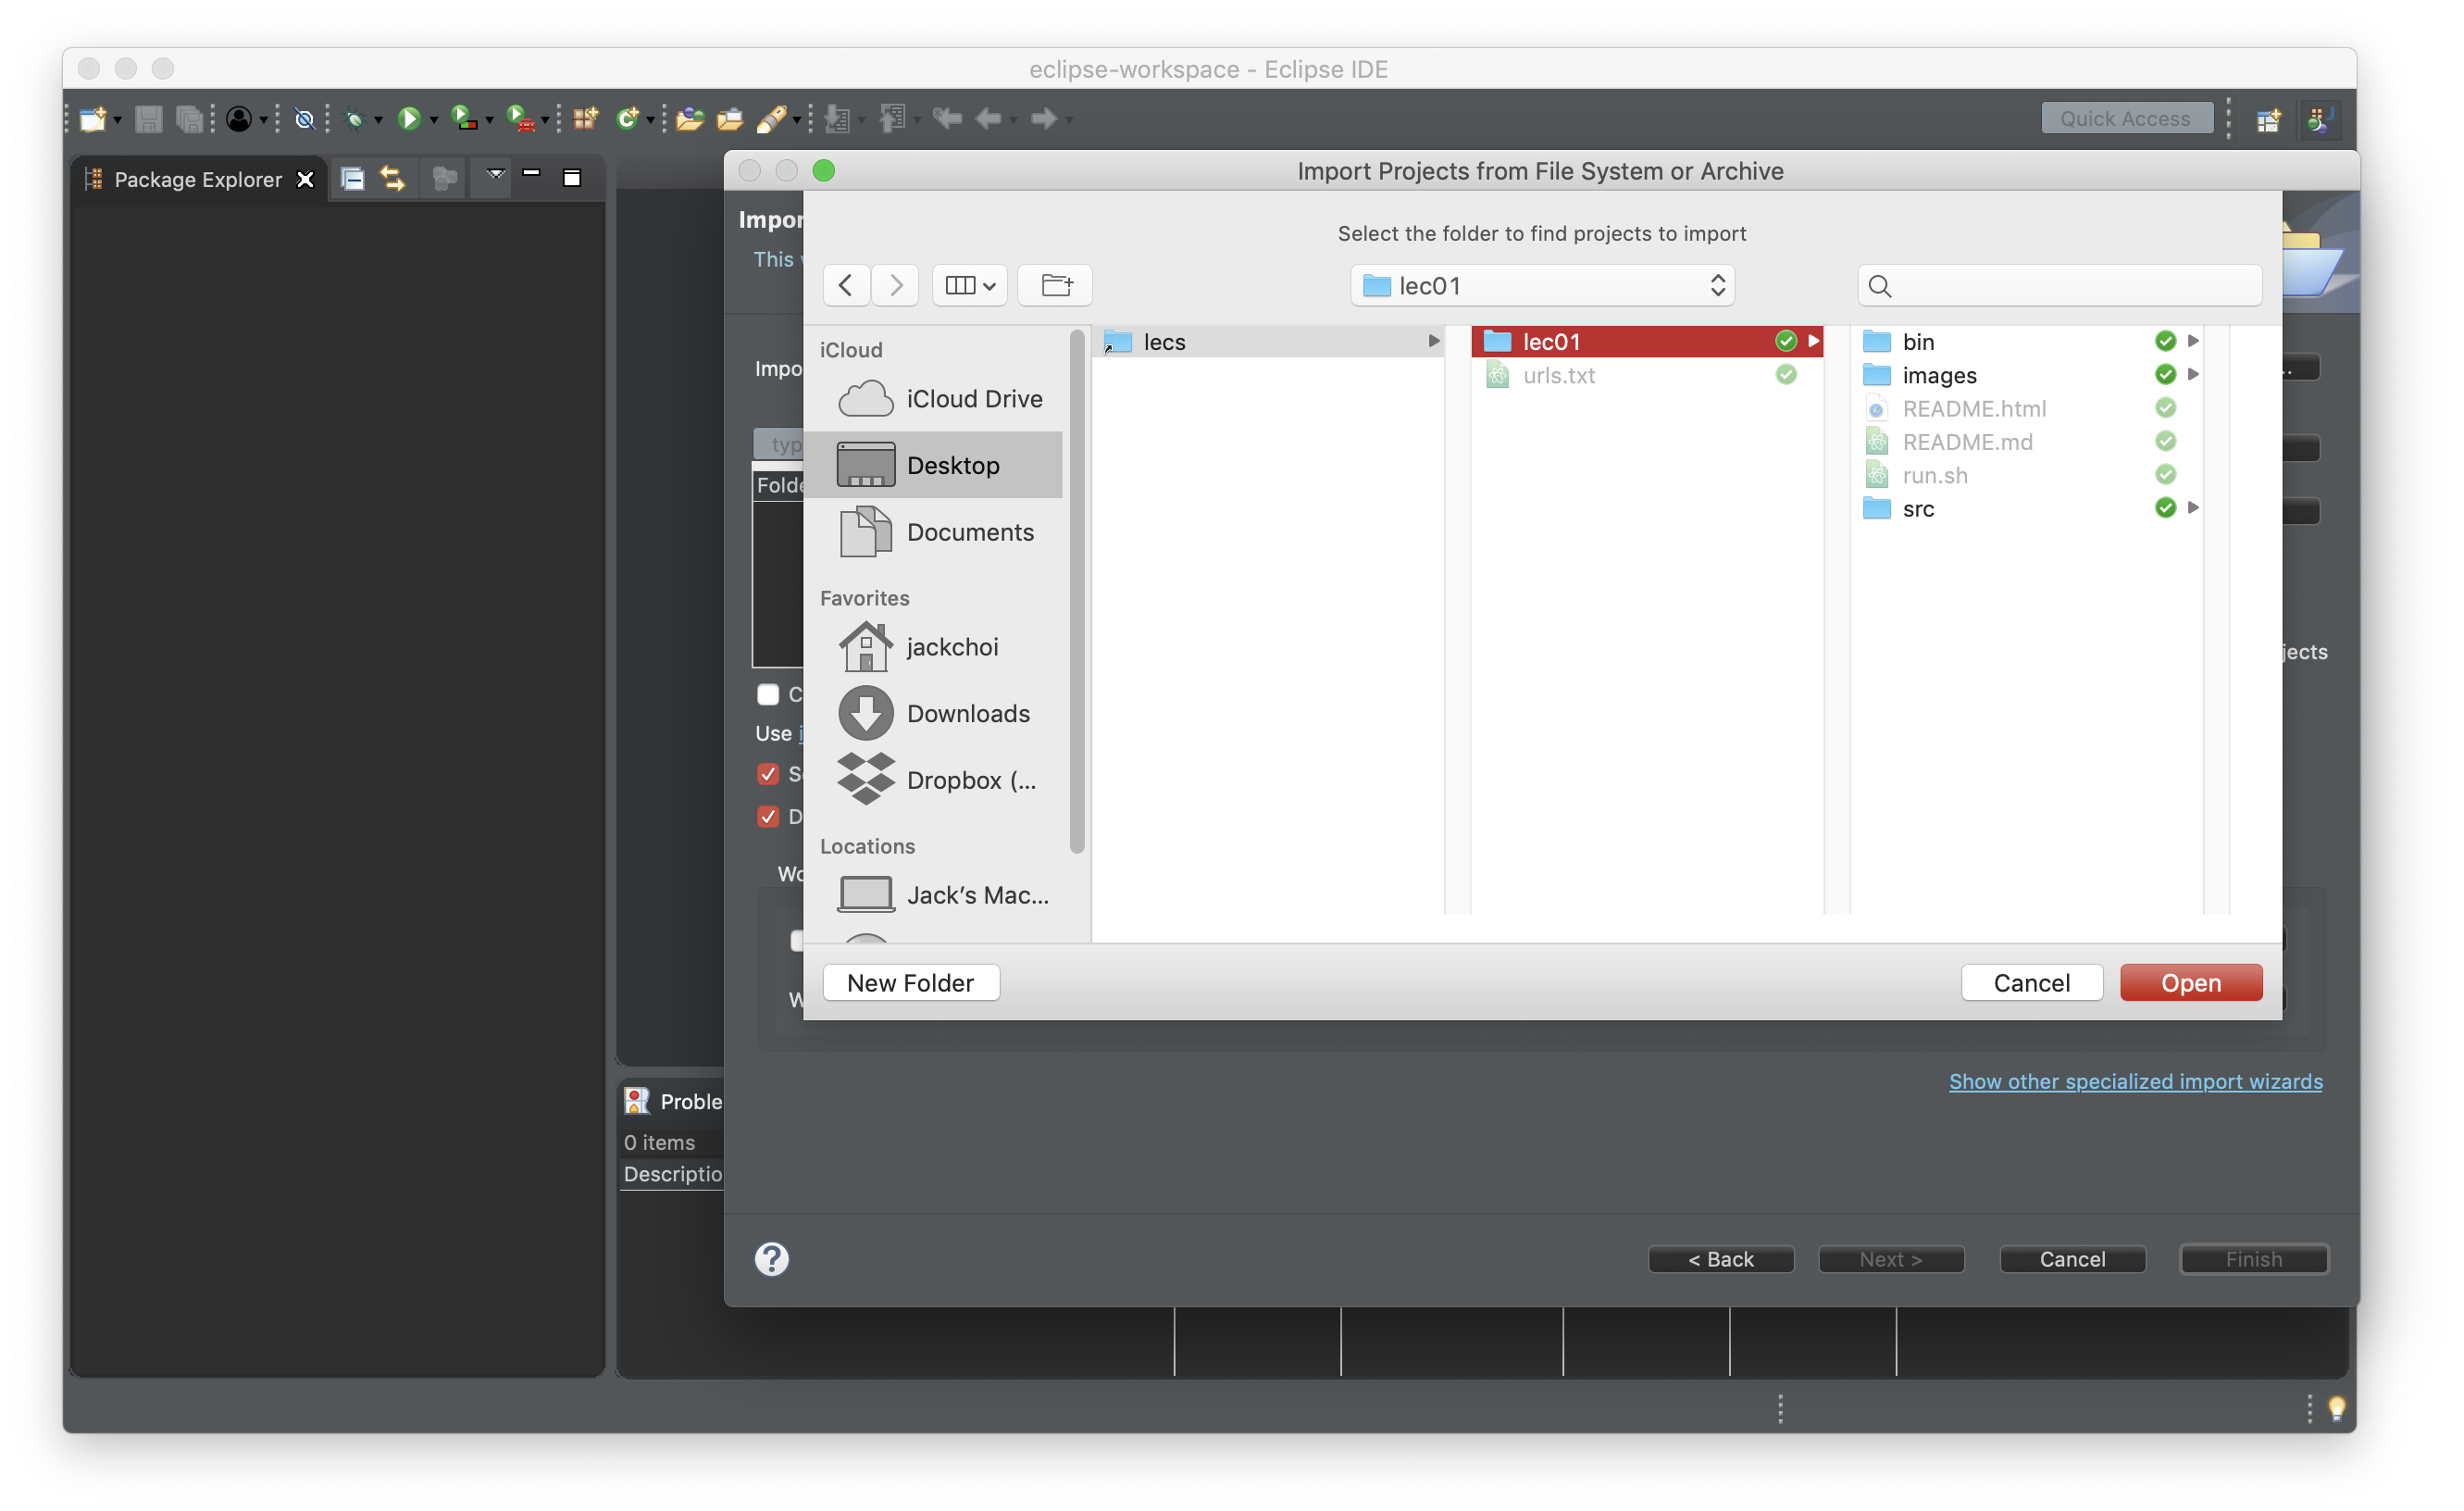 eclipse-workspace - Eclipse IDE
Quick Access
Package Explorer
Import Projects from File System or Archive
Impor
This
Select the folder to find projects to import
lec01
Impo
typ
Folde
C
Use i
S
D
Wo
W
jects
iCloud
iCloud Drive
Desktop
Documents
Favorites
jackchoi
Downloads
Dropbox (...
Locations
Jack's Mac...
lecs
lec01
urls.txt
bin
images
README.html
README.md
run.sh
src
New Folder
Cancel
Open
Show other specialized import wizards
Proble
0 items
Descriptio
?
< Back
Next >
Cancel
Finish